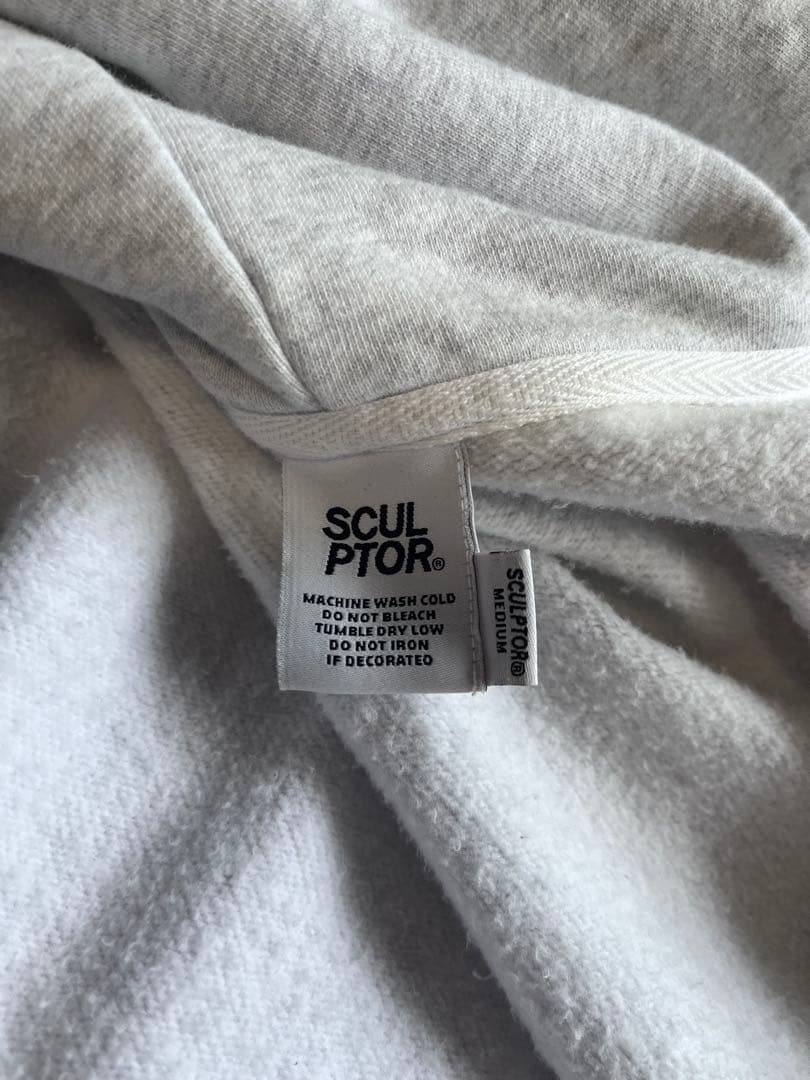 SCUL
PTOR®
MACHINE WASH COLD
DO NOT BLEACH
TUMBLE DRY LOW
DO NOT IRON
IF DECORATED
SCULPTOR®
MEDIUM